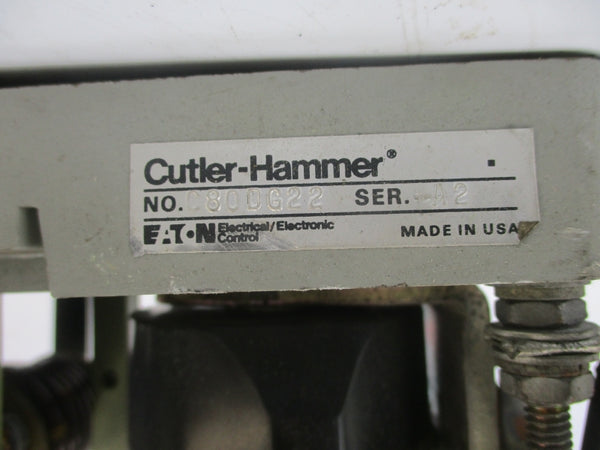 Cutler-Hammer®
NO. C800G22 SER. A2
EATON Electrical/Electronic Control
MADE IN USA